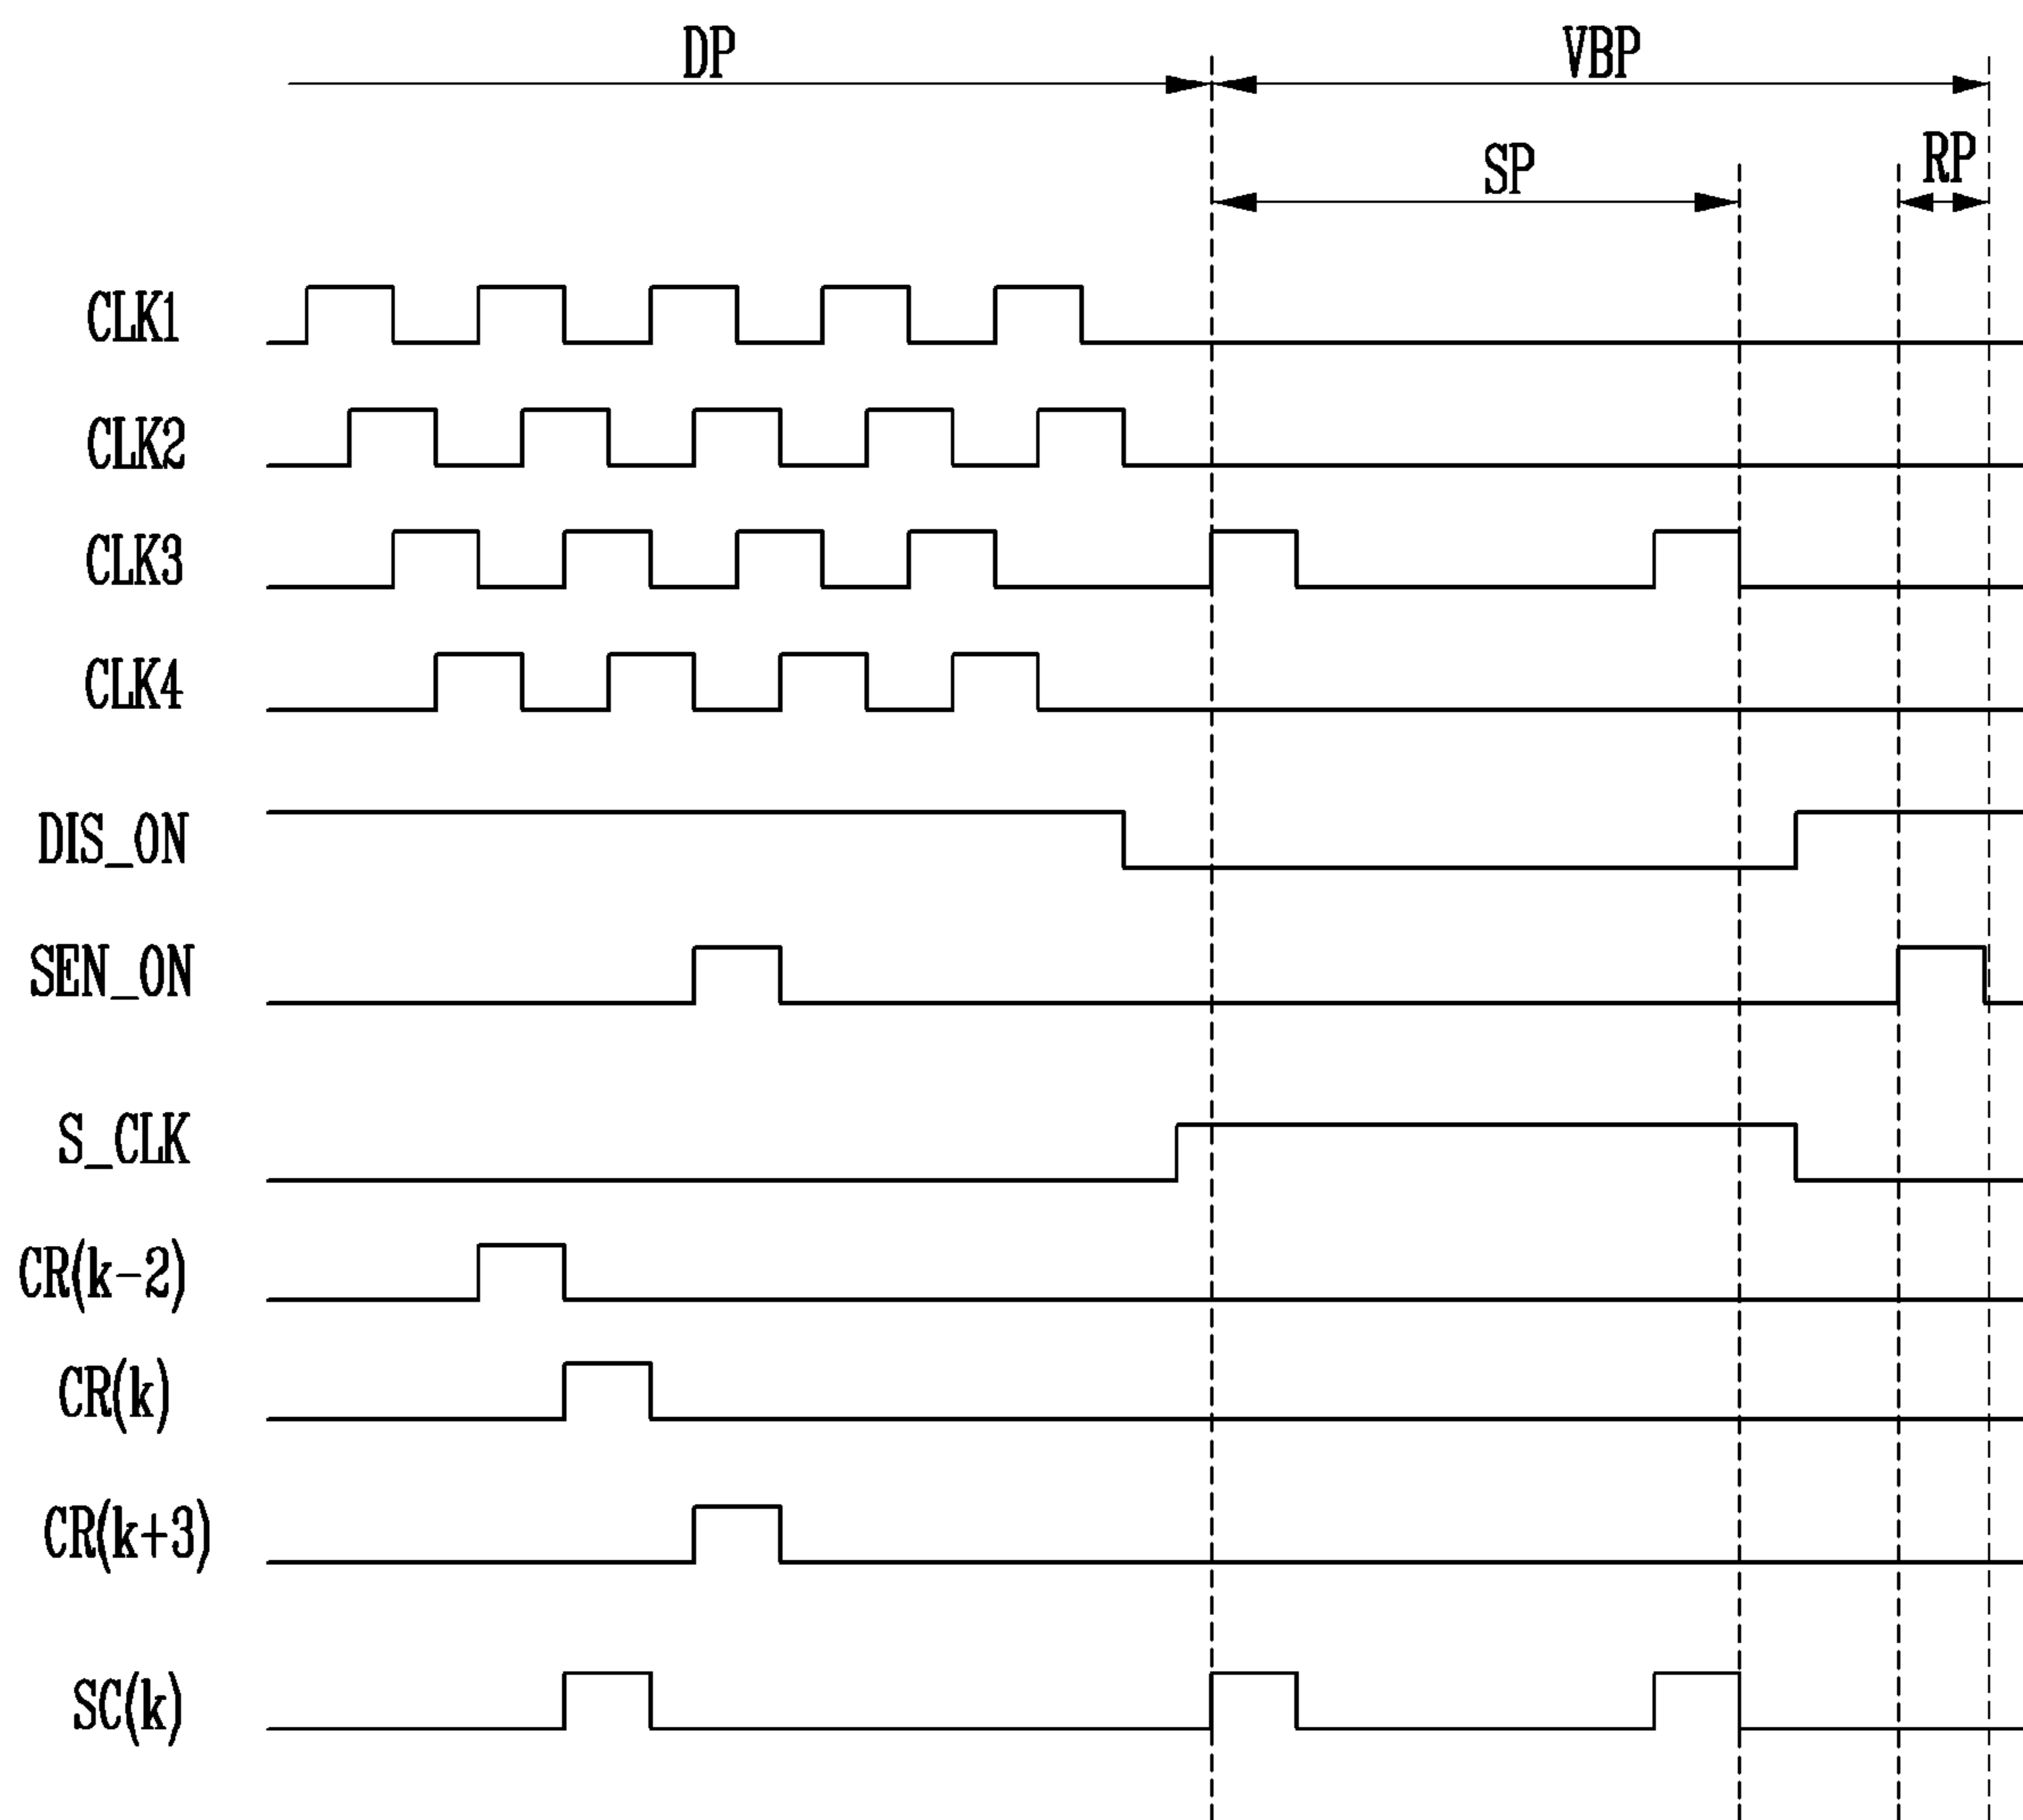 DP
VBP
SP
RP
CLK1
CLK2
CLK3
CLK4
DIS_ON
SEN_ON
S_CLK
CR(k-2)
CR(k)
CR(k+3)
SC(k)